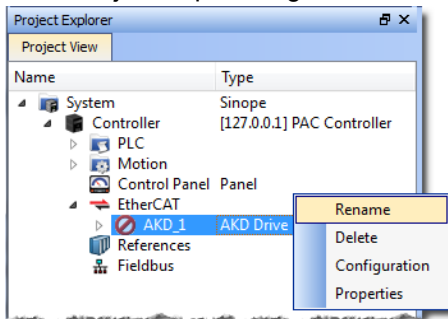 Project Explorer
Project View
Name Type
System Sinope
Controller [127.0.0.1] PAC Controller
PLC
Motion
Control Panel Panel
EtherCAT
AKD_1 AKD Drive
References
Fieldbus
Rename
Delete
Configuration
Properties